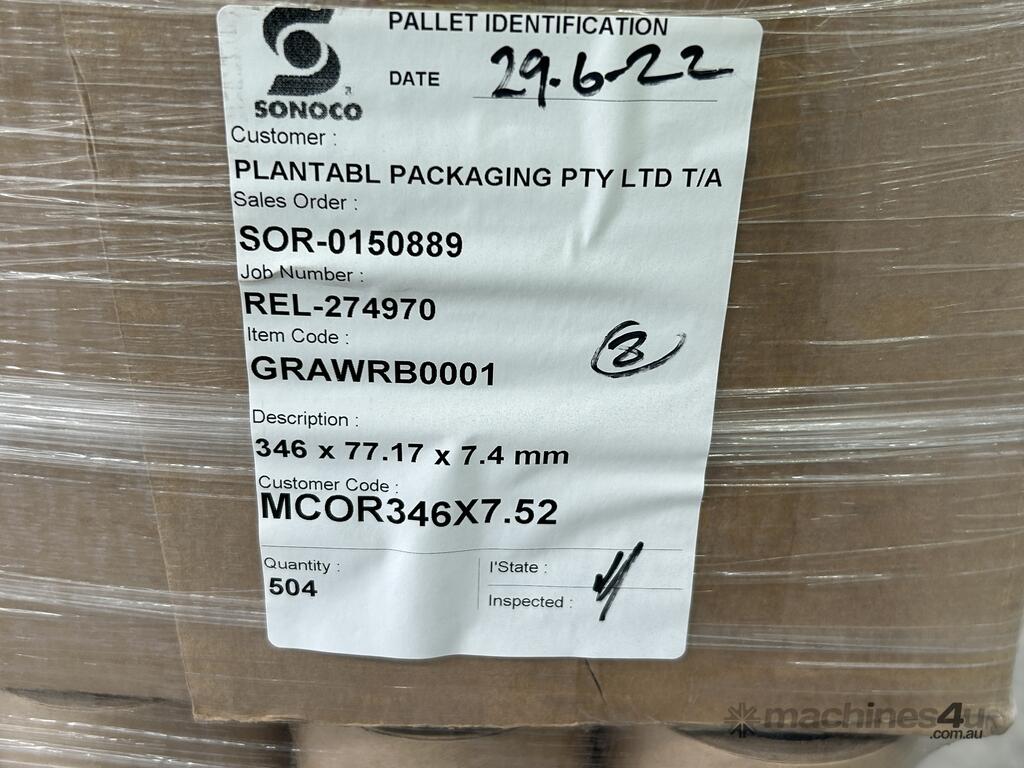 PALLET IDENTIFICATION
DATE 29.6-22
SONOCO
Customer :
PLANTABL PACKAGING PTY LTD T/A
Sales Order :
SOR-0150889
Job Number :
REL-274970
Item Code :
GRAWRB0001
8
Description :
346 x 77.17 x 7.4 mm
Customer Code :
MCOR346X7.52
Quantity :
504
I'State :
Inspected :
machines4u
.com.au